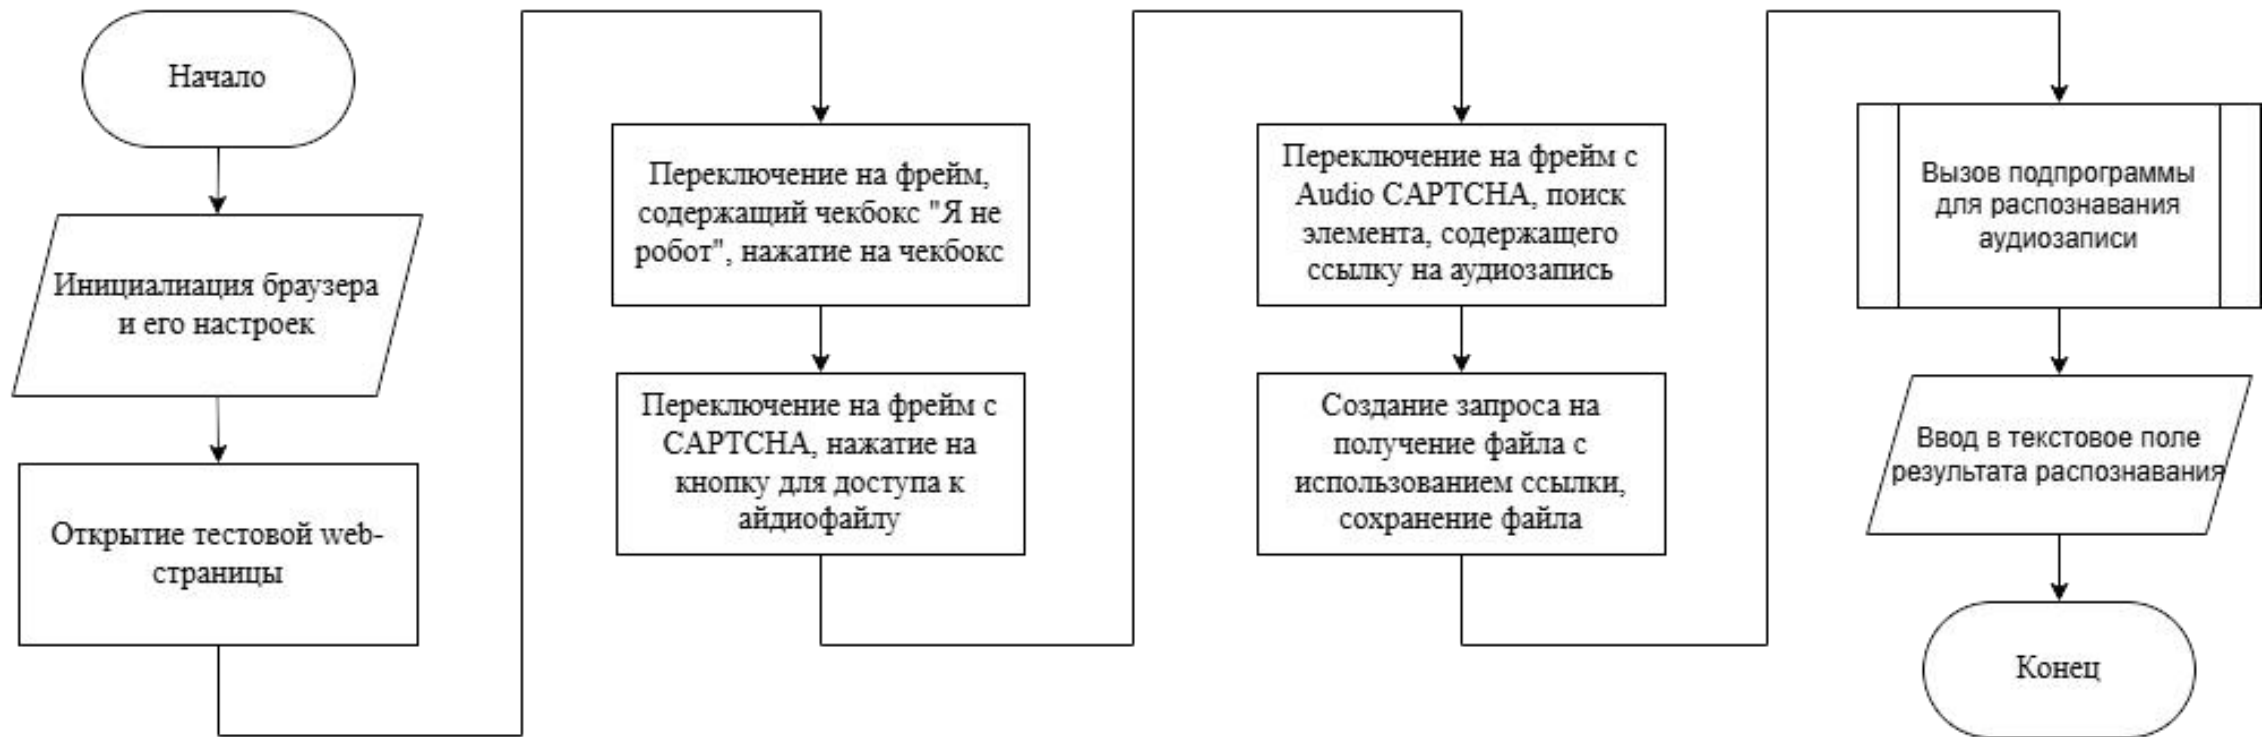 Начало
Инициалиация браузера
и его настроек
Открытие тестовой web-
страницы
Переключение на фрейм,
содержащий чекбокс "Я не
робот", нажатие на чекбокс
Переключение на фрейм с
CAPTCHA, нажатие на
кнопку для доступа к
айдиофайлу
Переключение на фрейм с
Audio CAPTCHA, поиск
элемента, содержащего
ссылку на аудиозапись
Создание запроса на
получение файла с
использованием ссылки,
сохранение файла
Вызов подпрограммы
для распознавания
аудиозаписи
Ввод в текстовое поле
результата распознавания
Конец